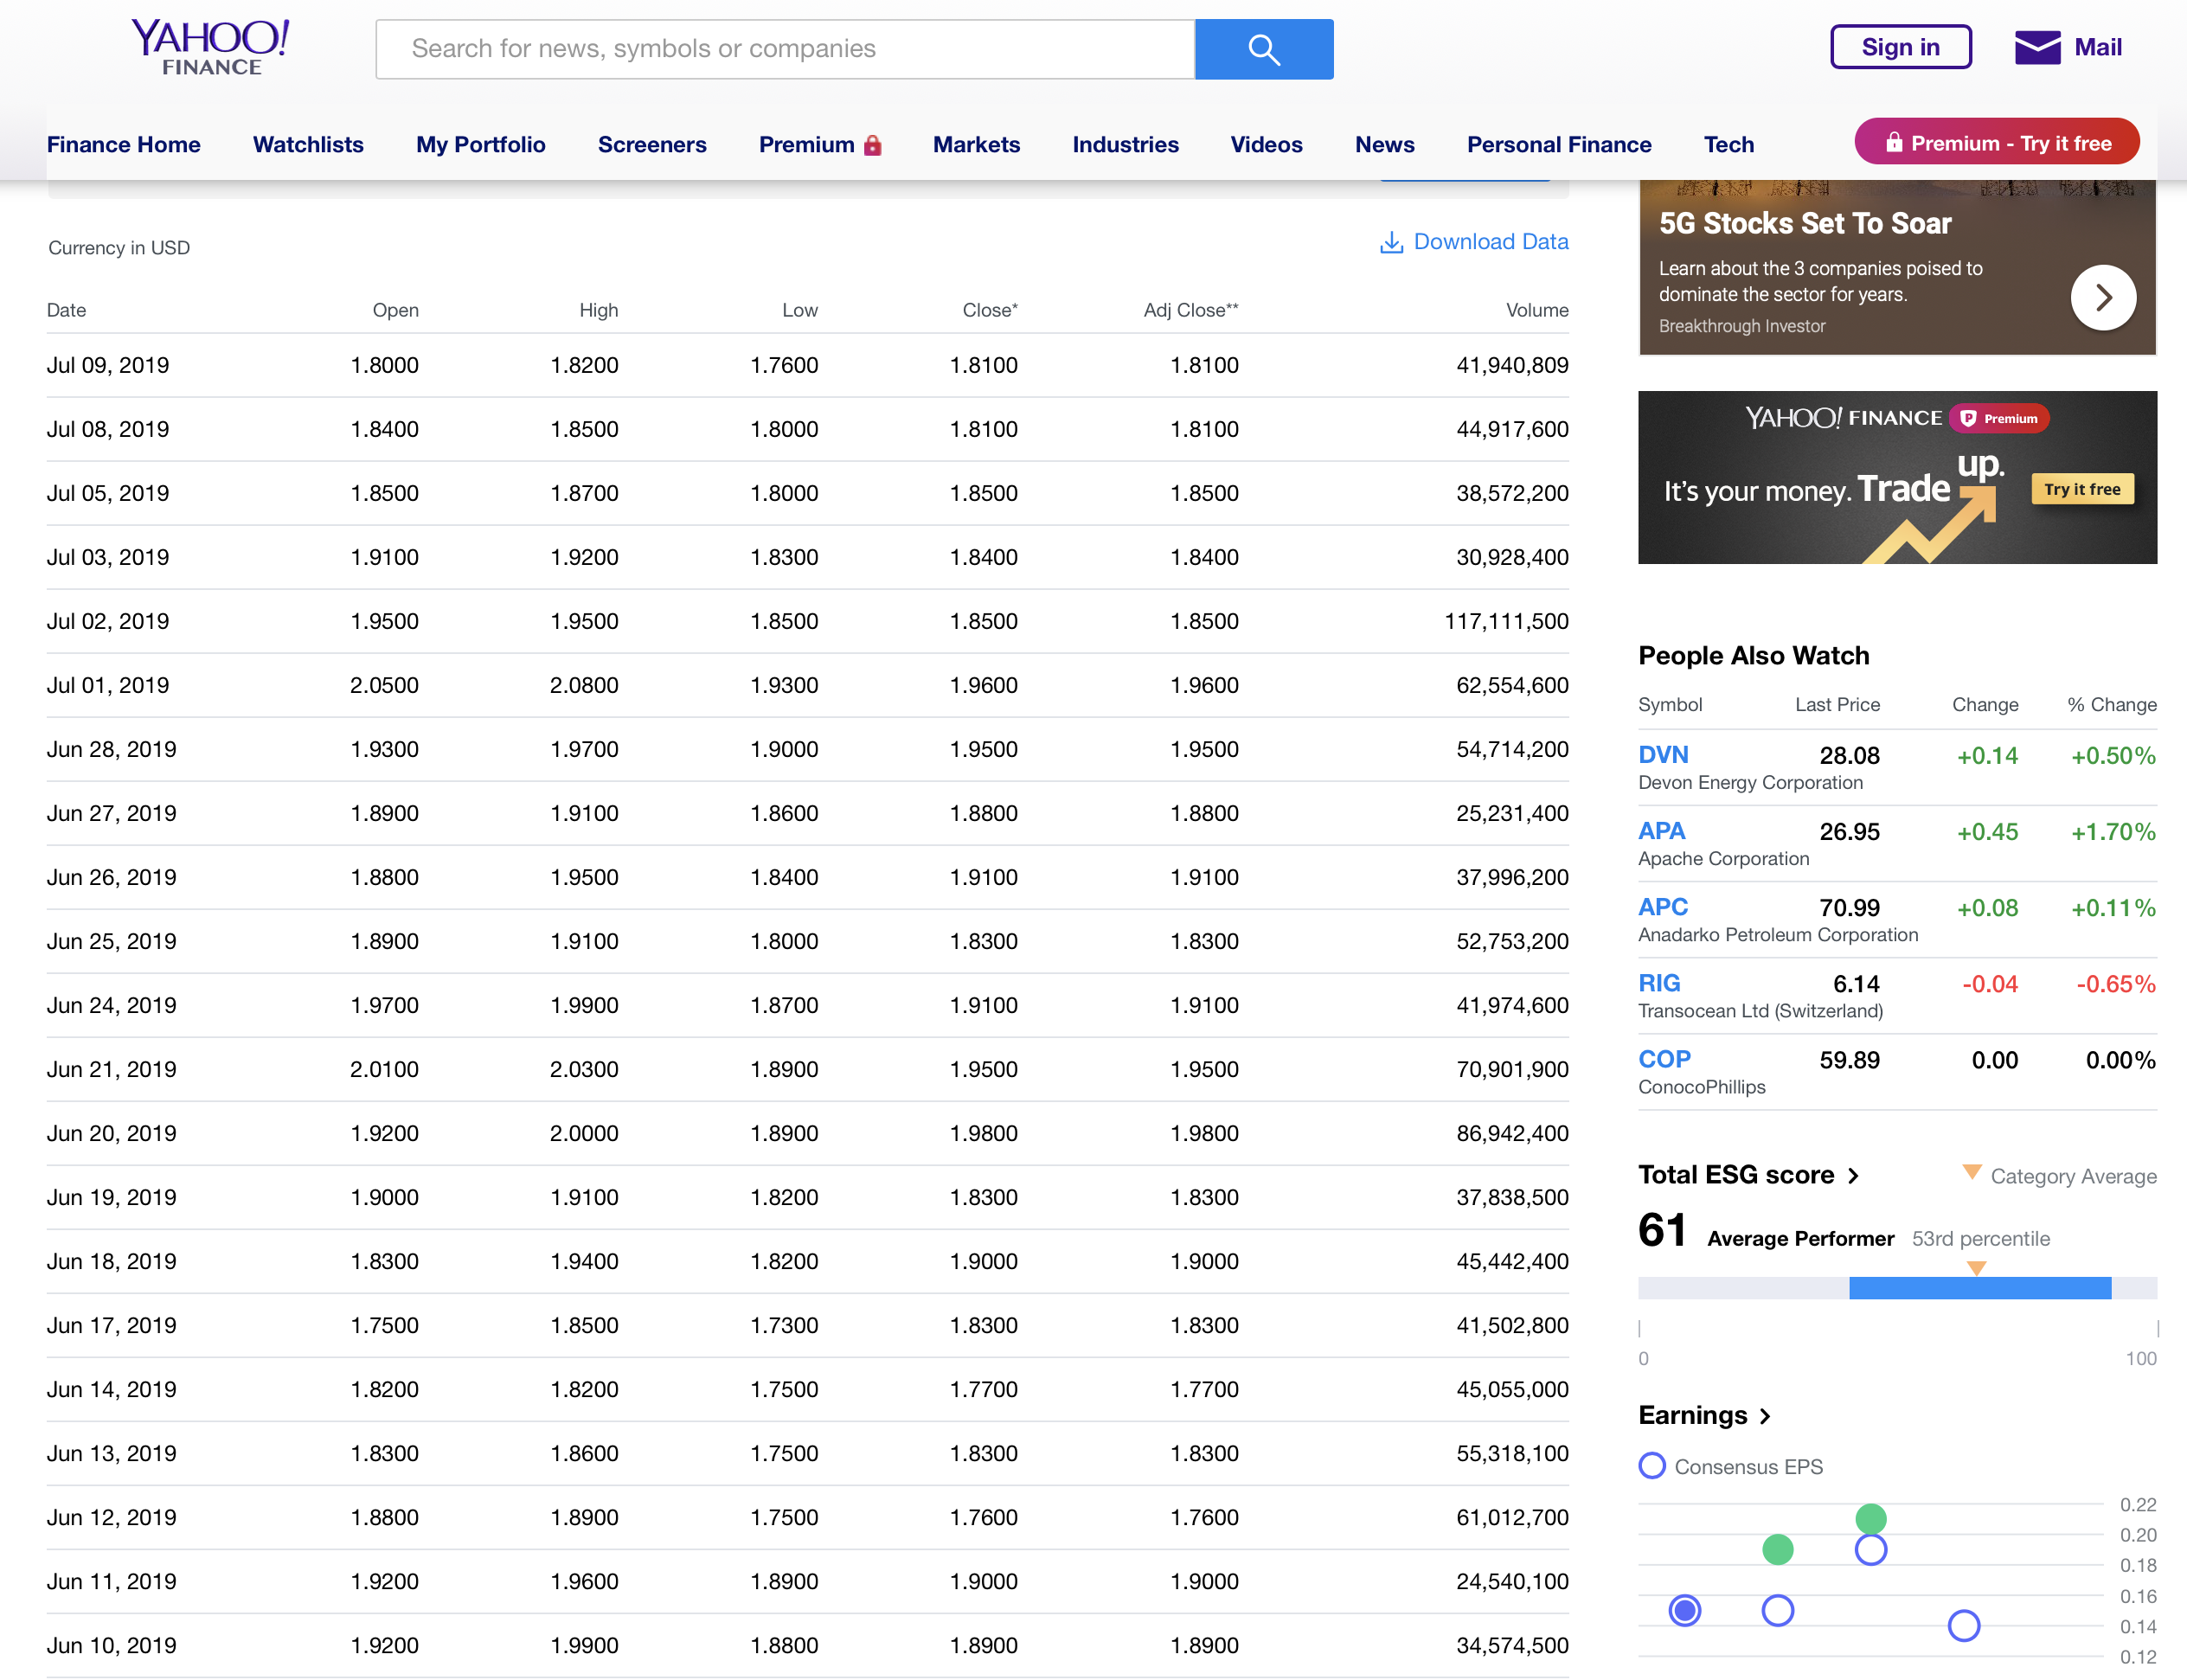 YAHOO!
FINANCE
Search for news, symbols or companies
Sign in
Mail
Finance Home Watchlists My Portfolio Screeners Premium Markets Industries Videos News Personal Finance Tech Premium - Try it free
Currency in USD
Download Data
Date Open High Low Close* Adj Close** Volume
Jul 09, 2019 1.8000 1.8200 1.7600 1.8100 1.8100 41,940,809
Jul 08, 2019 1.8400 1.8500 1.8000 1.8100 1.8100 44,917,600
Jul 05, 2019 1.8500 1.8700 1.8000 1.8500 1.8500 38,572,200
Jul 03, 2019 1.9100 1.9200 1.8300 1.8400 1.8400 30,928,400
Jul 02, 2019 1.9500 1.9500 1.8500 1.8500 1.8500 117,111,500
Jul 01, 2019 2.0500 2.0800 1.9300 1.9600 1.9600 62,554,600
Jun 28, 2019 1.9300 1.9700 1.9000 1.9500 1.9500 54,714,200
Jun 27, 2019 1.8900 1.9100 1.8600 1.8800 1.8800 25,231,400
Jun 26, 2019 1.8800 1.9500 1.8400 1.9100 1.9100 37,996,200
Jun 25, 2019 1.8900 1.9100 1.8000 1.8300 1.8300 52,753,200
Jun 24, 2019 1.9700 1.9900 1.8700 1.9100 1.9100 41,974,600
Jun 21, 2019 2.0100 2.0300 1.8900 1.9500 1.9500 70,901,900
Jun 20, 2019 1.9200 2.0000 1.8900 1.9800 1.9800 86,942,400
Jun 19, 2019 1.9000 1.9100 1.8200 1.8300 1.8300 37,838,500
Jun 18, 2019 1.8300 1.9400 1.8200 1.9000 1.9000 45,442,400
Jun 17, 2019 1.7500 1.8500 1.7300 1.8300 1.8300 41,502,800
Jun 14, 2019 1.8200 1.8200 1.7500 1.7700 1.7700 45,055,000
Jun 13, 2019 1.8300 1.8600 1.7500 1.8300 1.8300 55,318,100
Jun 12, 2019 1.8800 1.8900 1.7500 1.7600 1.7600 61,012,700
Jun 11, 2019 1.9200 1.9600 1.8900 1.9000 1.9000 24,540,100
Jun 10, 2019 1.9200 1.9900 1.8800 1.8900 1.8900 34,574,500
5G Stocks Set To Soar
Learn about the 3 companies poised to
dominate the sector for years.
Breakthrough Investor
YAHOO! FINANCE P Premium
It's your money. Trade up.
Try it free
People Also Watch
Symbol Last Price Change % Change
DVN 28.08 +0.14 +0.50%
Devon Energy Corporation
APA 26.95 +0.45 +1.70%
Apache Corporation
APC 70.99 +0.08 +0.11%
Anadarko Petroleum Corporation
RIG 6.14 -0.04 -0.65%
Transocean Ltd (Switzerland)
COP 59.89 0.00 0.00%
ConocoPhillips
Total ESG score Category Average
61 Average Performer 53rd percentile
0 100
Earnings
Consensus EPS
0.22
0.20
0.18
0.16
0.14
0.12